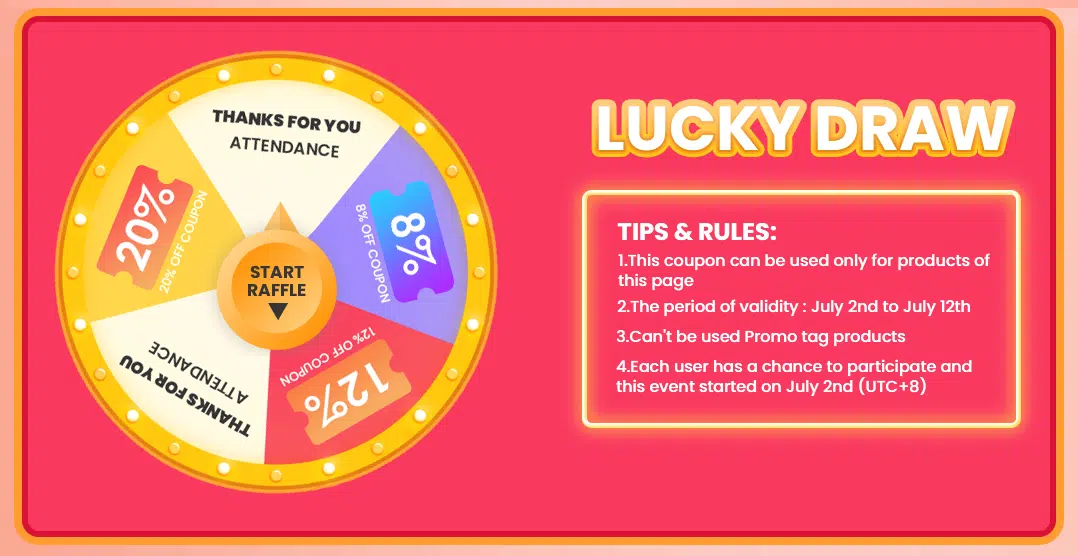 THANKS FOR YOU
ATTENDANCE
20%
20% OFF COUPON
8%
8% OFF COUPON
START
RAFFLE
12% OFF COUPON
12%
THANKS FOR YOU
ATTENDANCE
LUCKY DRAW
TIPS & RULES:
1.This coupon can be used only for products of
this page
2.The period of validity : July 2nd to July 12th
3.Can't be used Promo tag products
4.Each user has a chance to participate and
this event started on July 2nd (UTC+8)